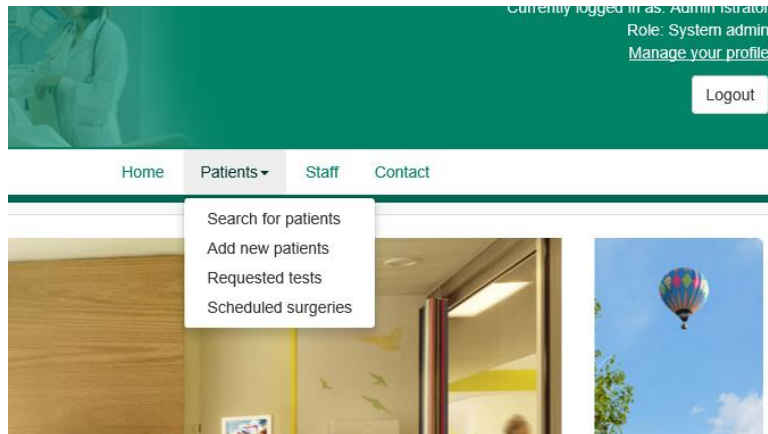 Currently logged in as: Admin Istrator
Role: System admin
Manage your profile
Logout
Home Patients Staff Contact
Search for patients
Add new patients
Requested tests
Scheduled surgeries